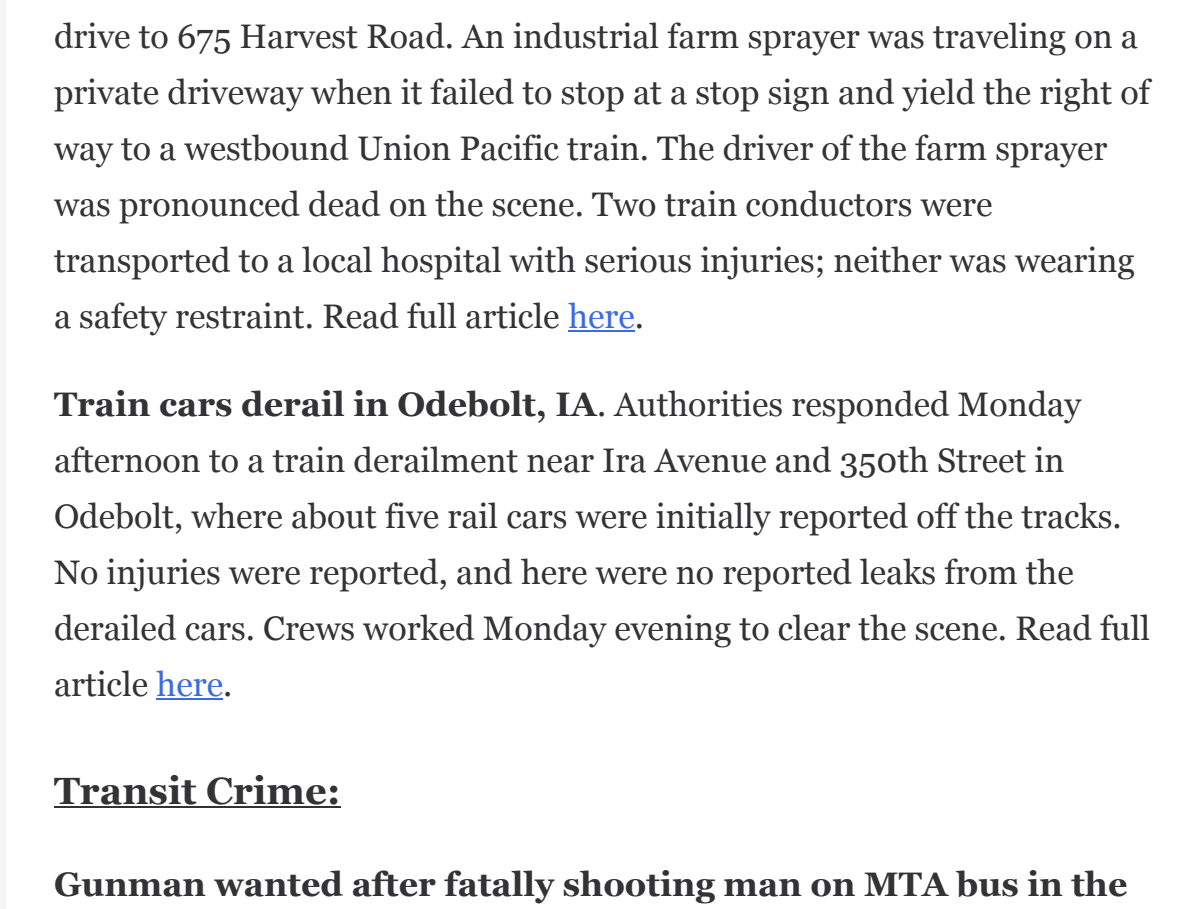 drive to 675 Harvest Road. An industrial farm sprayer was traveling on a
private driveway when it failed to stop at a stop sign and yield the right of
way to a westbound Union Pacific train. The driver of the farm sprayer
was pronounced dead on the scene. Two train conductors were
transported to a local hospital with serious injuries; neither was wearing
a safety restraint. Read full article here.
Train cars derail in Odebolt, IA. Authorities responded Monday
afternoon to a train derailment near Ira Avenue and 350th Street in
Odebolt, where about five rail cars were initially reported off the tracks.
No injuries were reported, and here were no reported leaks from the
derailed cars. Crews worked Monday evening to clear the scene. Read full
article here.
Transit Crime:
Gunman wanted after fatally shooting man on MTA bus in the